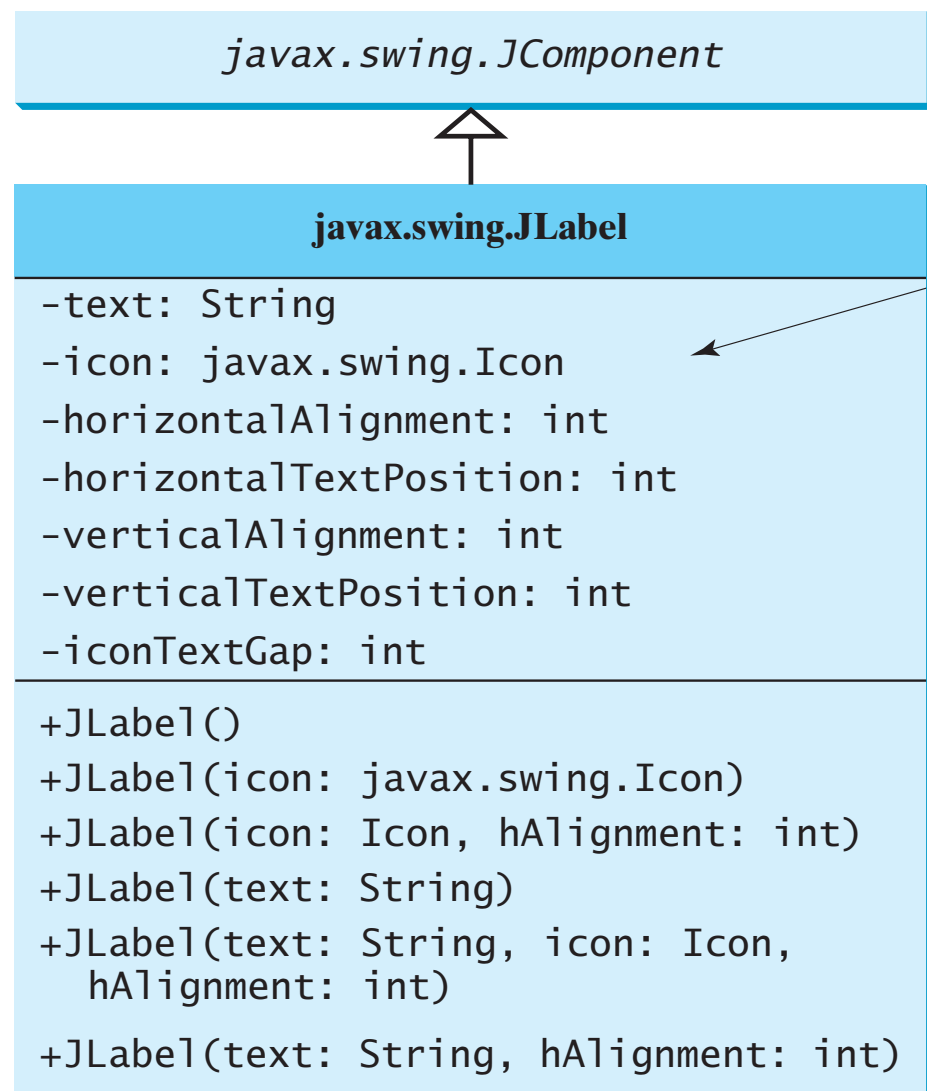 javax.swing.JComponent
javax.swing.JLabel
-text: String
-icon: javax.swing.Icon
-horizontalAlignment: int
-horizontalTextPosition: int
-verticalAlignment: int
-verticalTextPosition: int
-iconTextGap: int
+JLabel()
+JLabel(icon: javax.swing.Icon)
+JLabel(icon: Icon, hAlignment: int)
+JLabel(text: String)
+JLabel(text: String, icon: Icon,
hAlignment: int)
+JLabel(text: String, hAlignment: int)